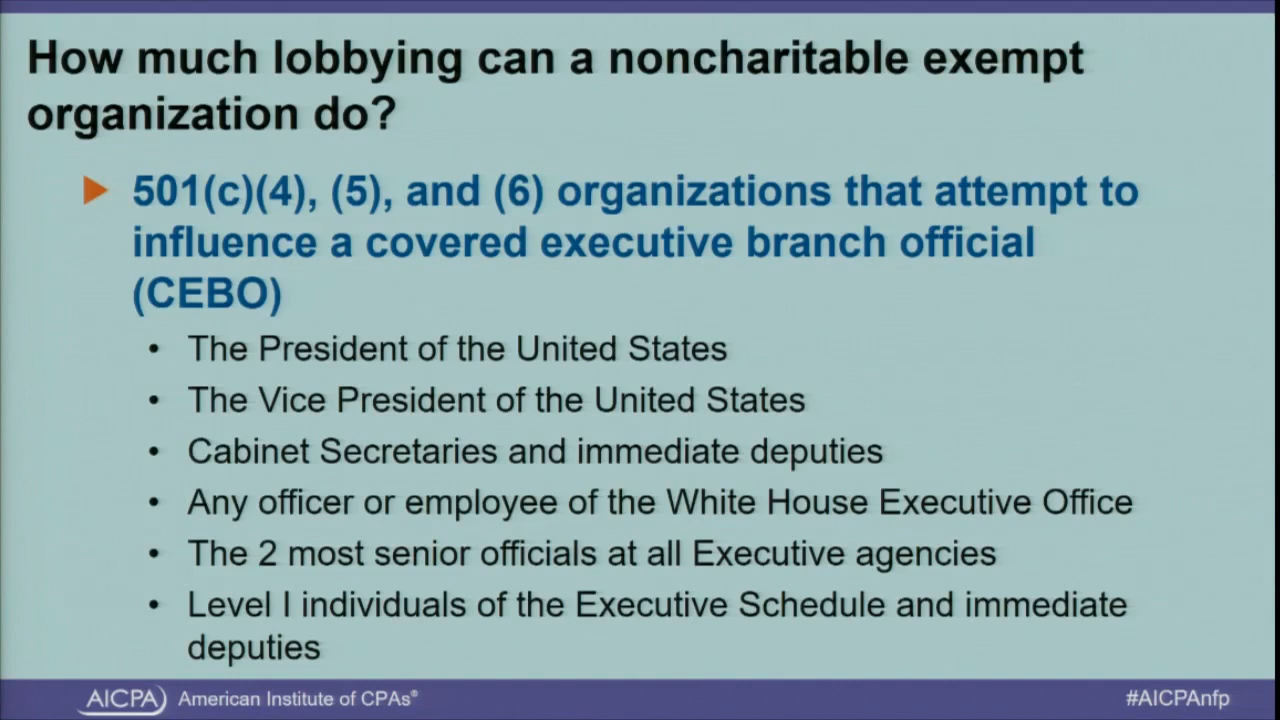 How much lobbying can a noncharitable exempt
organization do?
501(c)(4), (5), and (6) organizations that attempt to
influence a covered executive branch official
(CEBO)
• The President of the United States
• The Vice President of the United States
• Cabinet Secretaries and immediate deputies
• Any officer or employee of the White House Executive Office
• The 2 most senior officials at all Executive agencies
• Level I individuals of the Executive Schedule and immediate
deputies
AICPA American Institute of CPAs®
#AICPAnfp